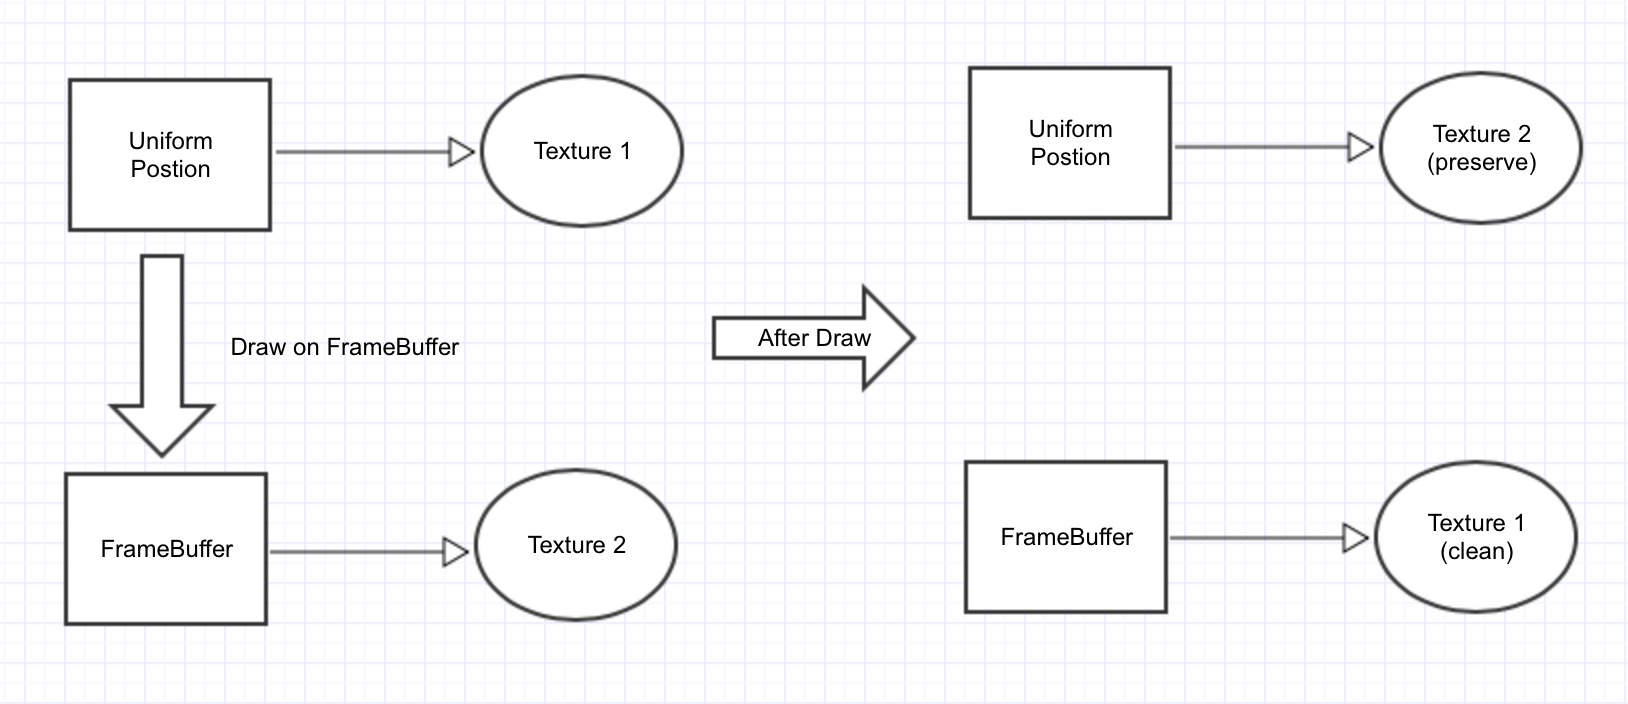 Uniform
Postion
Texture 1
Draw on FrameBuffer
FrameBuffer
Texture 2
After Draw
Uniform
Postion
Texture 2
(preserve)
FrameBuffer
Texture 1
(clean)